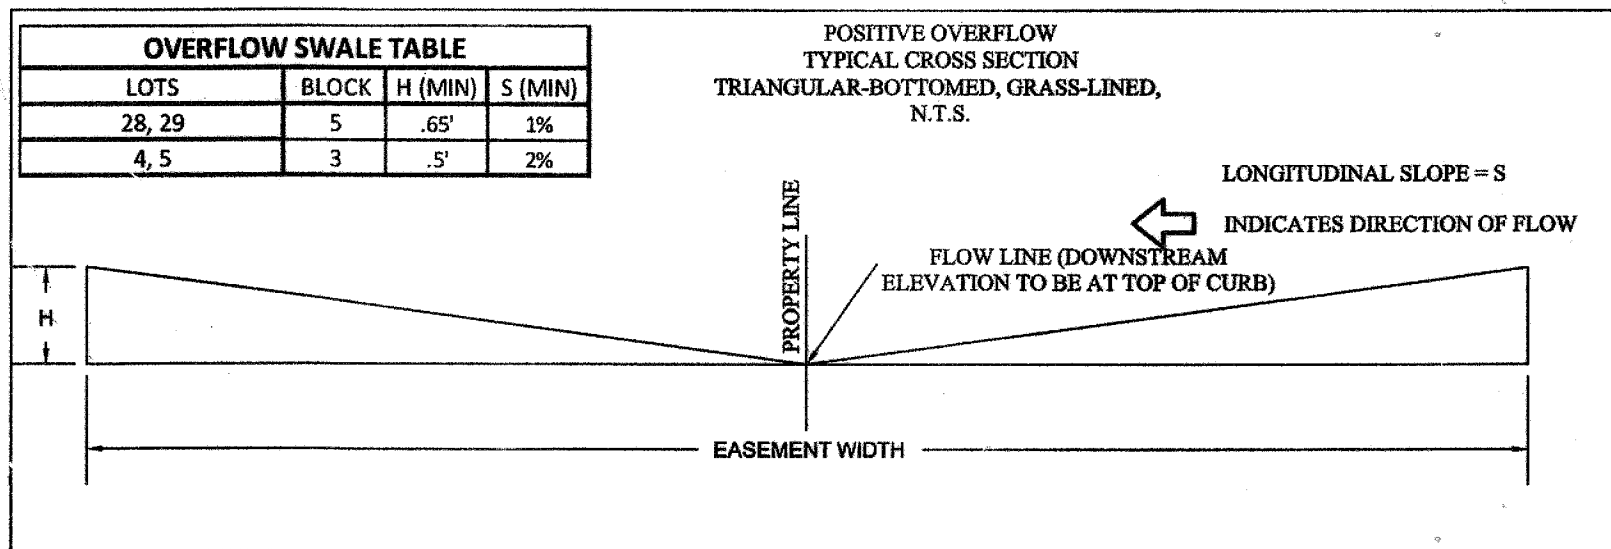 OVERFLOW SWALE TABLE
LOTS BLOCK H (MIN) S (MIN)
28, 29 5 .65' 1%
4, 5 3 .5' 2%
POSITIVE OVERFLOW
TYPICAL CROSS SECTION
TRIANGULAR-BOTTOMED, GRASS-LINED,
N.T.S.
LONGITUDINAL SLOPE = S
INDICATES DIRECTION OF FLOW
PROPERTY LINE
FLOW LINE (DOWNSTREAM
ELEVATION TO BE AT TOP OF CURB)
H
EASEMENT WIDTH